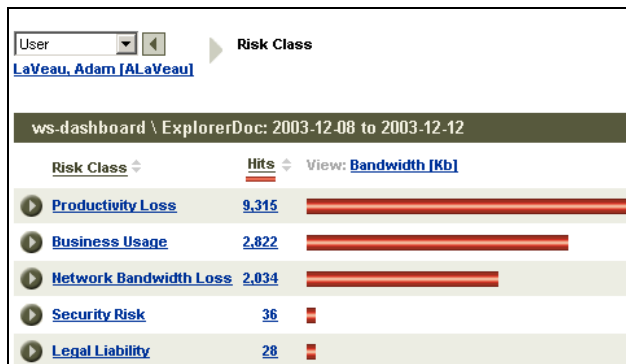 User
Risk Class
LaVeau, Adam [ALaVeau]
ws-dashboard \ ExplorerDoc: 2003-12-08 to 2003-12-12
Risk Class Hits View: Bandwidth [Kb]
Productivity Loss 9,315
Business Usage 2,822
Network Bandwidth Loss 2,034
Security Risk 36
Legal Liability 28